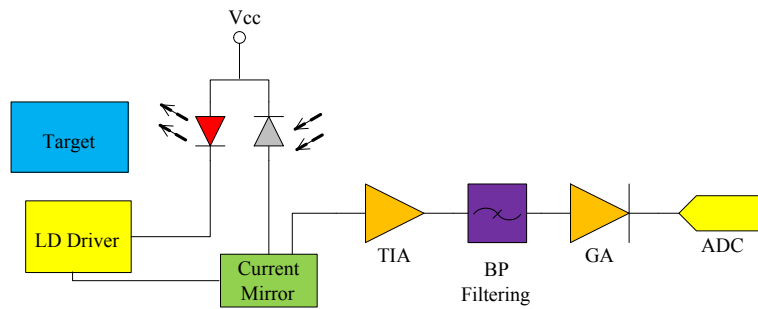 Vcc
Target
LD Driver
Current
Mirror
TIA
BP
Filtering
GA
ADC